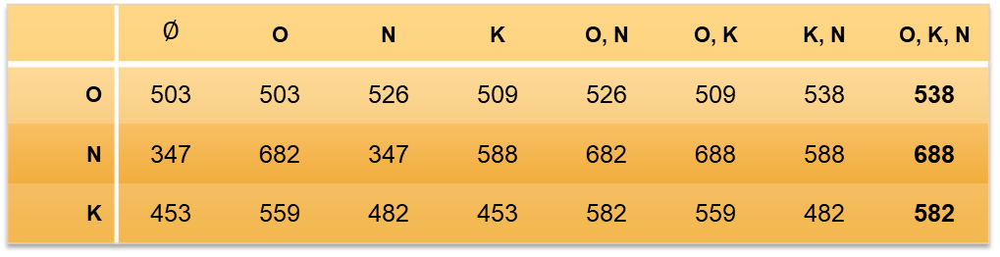 Ø O N K O, N O, K K, N O, K, N
O 503 503 526 509 526 509 538 538
N 347 682 347 588 682 688 588 688
K 453 559 482 453 582 559 482 582